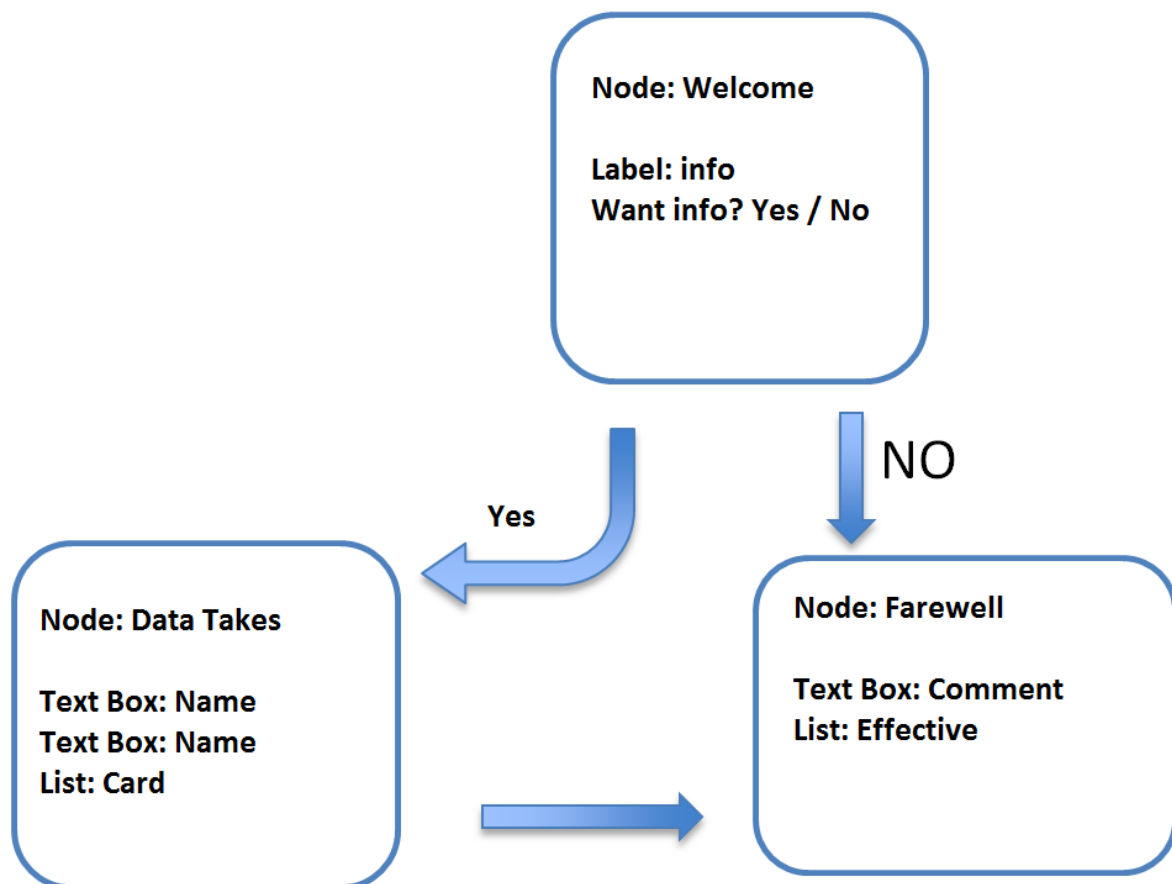 Node: Welcome
Label: info
Want info? Yes / No
NO
Yes
Node: Data Takes
Text Box: Name
Text Box: Name
List: Card
Node: Farewell
Text Box: Comment
List: Effective